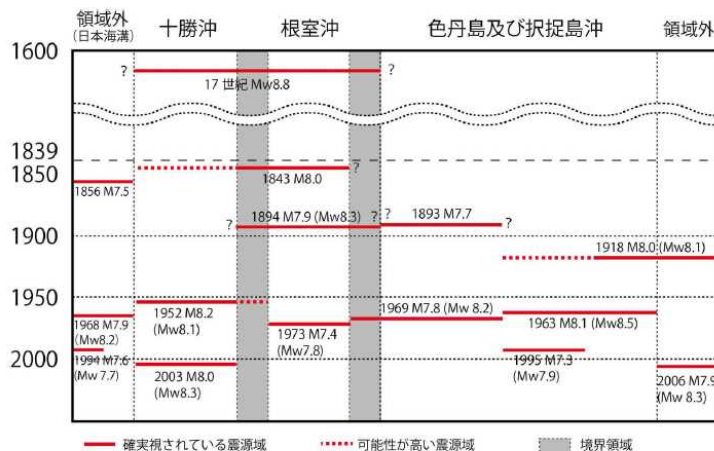 領域外
(日本海溝)
十勝沖
根室沖
色丹島及び択捉島沖
領域外
1600
? ?
17 世紀 Mw8.8
1839
1850
1843 M8.0 ?
1856 M7.5
? 1894 M7.9 (Mw8.3) ? ? 1893 M7.7 ?
1900
1918 M8.0 (Mw8.1)
1950
1952 M8.2
(Mw8.1)
1969 M7.8 (Mw 8.2)
1963 M8.1 (Mw8.5)
1968 M7.9
(Mw8.2)
1973 M7.4
(Mw7.8)
1994 M7.6
(Mw 7.7)
1995 M7.3
(Mw7.9)
2000
2003 M8.0
(Mw8.3)
2006 M7.9
(Mw 8.3)
確実視されている震源域
可能性が高い震源域
境界領域